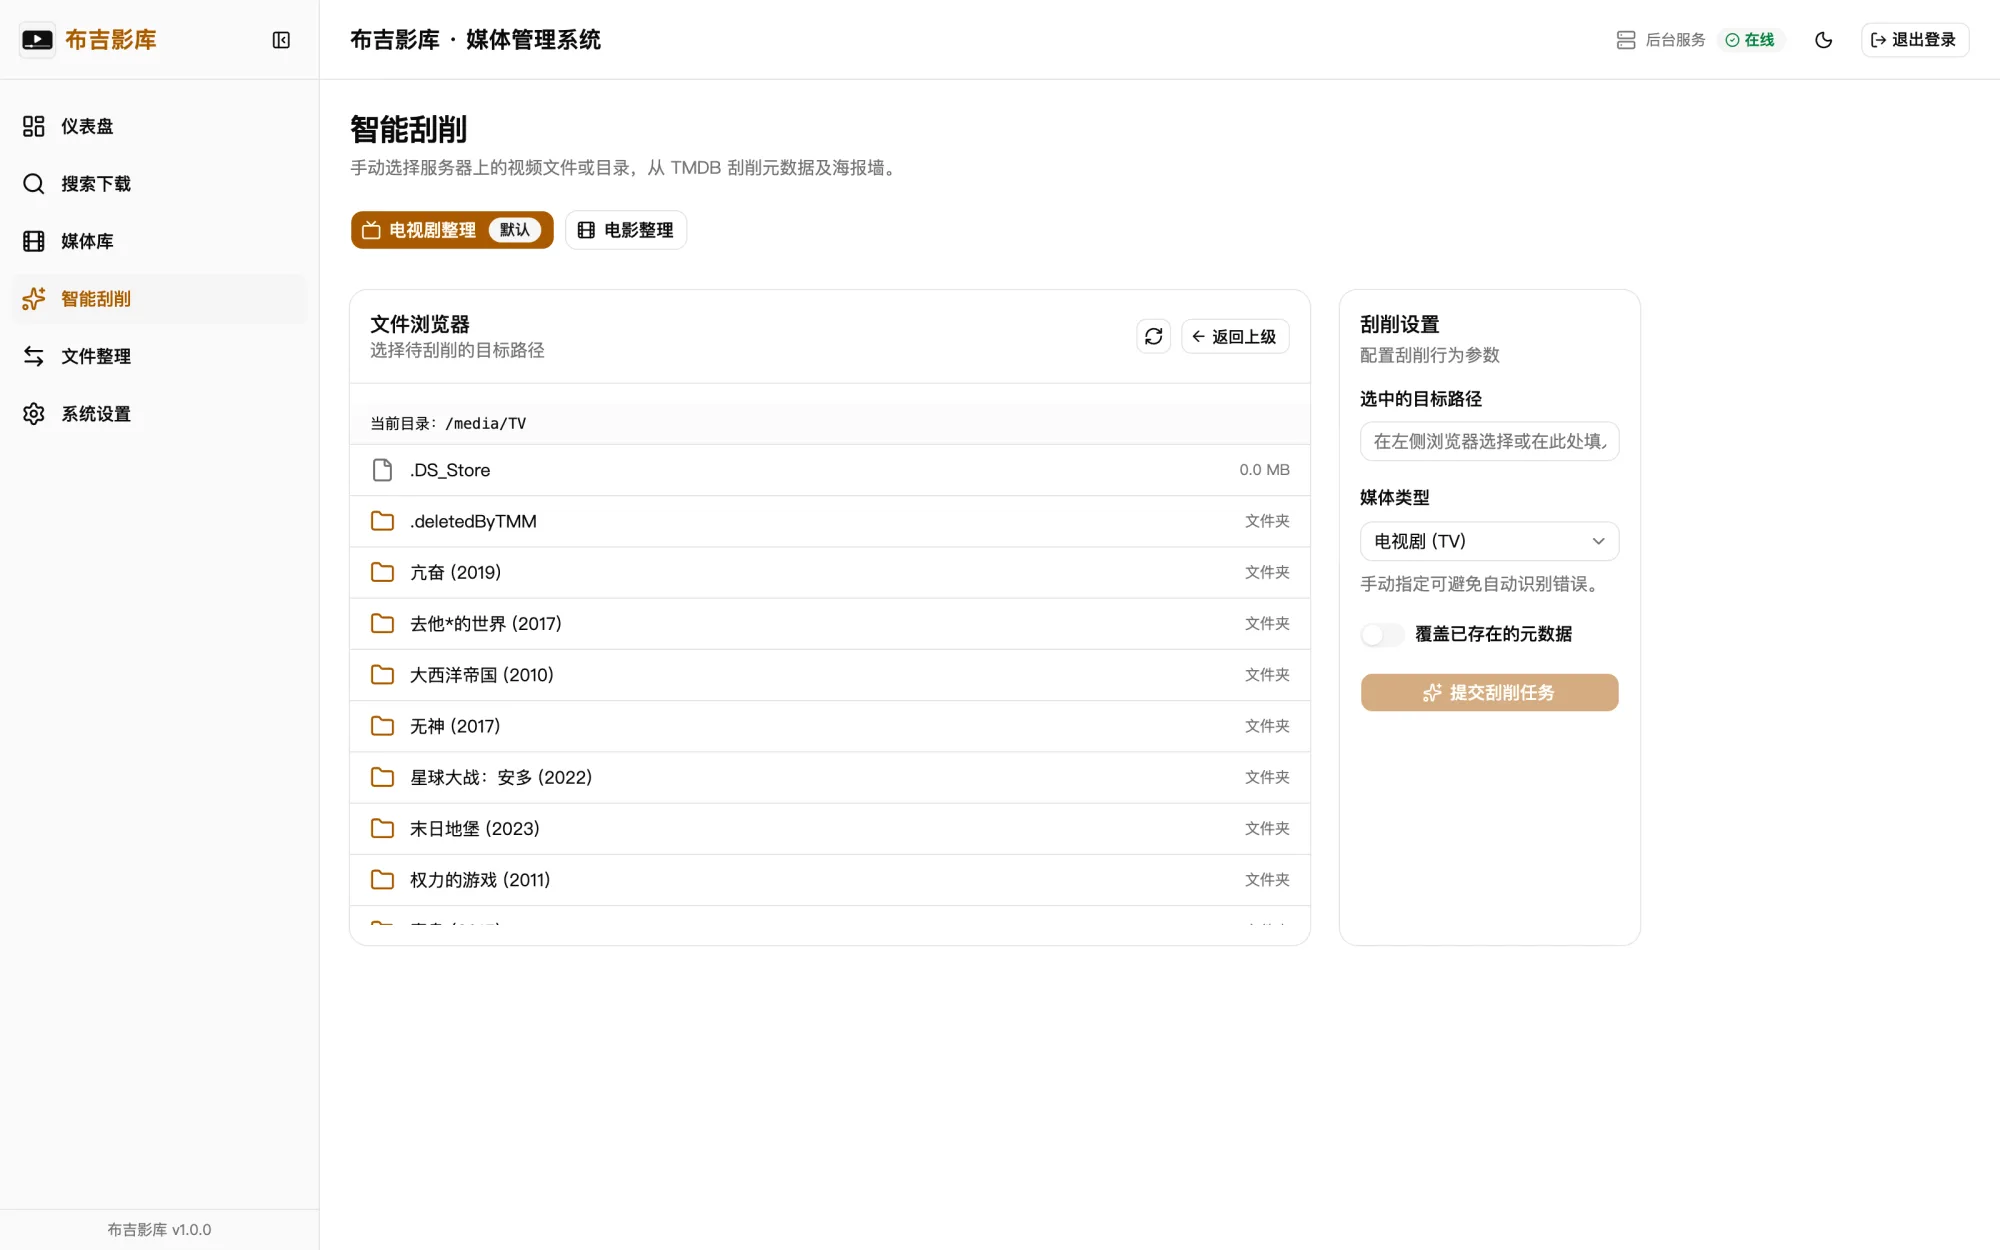 布吉影库
布吉影库 · 媒体管理系统
后台服务
在线
退出登录
仪表盘
搜索下载
媒体库
智能刮削
文件整理
系统设置
智能刮削
手动选择服务器上的视频文件或目录，从 TMDB 刮削元数据及海报墙。
电视剧整理 默认
电影整理
文件浏览器
选择待刮削的目标路径
返回上级
当前目录：/media/TV
.DS_Store 0.0 MB
.deletedByTMM 文件夹
亢奋 (2019) 文件夹
去他*的世界 (2017) 文件夹
大西洋帝国 (2010) 文件夹
无神 (2017) 文件夹
星球大战：安多 (2022) 文件夹
末日地堡 (2023) 文件夹
权力的游戏 (2011) 文件夹
刮削设置
配置刮削行为参数
选中的目标路径
在左侧浏览器选择或在此处填
媒体类型
电视剧 (TV)
手动指定可避免自动识别错误。
覆盖已存在的元数据
提交刮削任务
布吉影库 v1.0.0